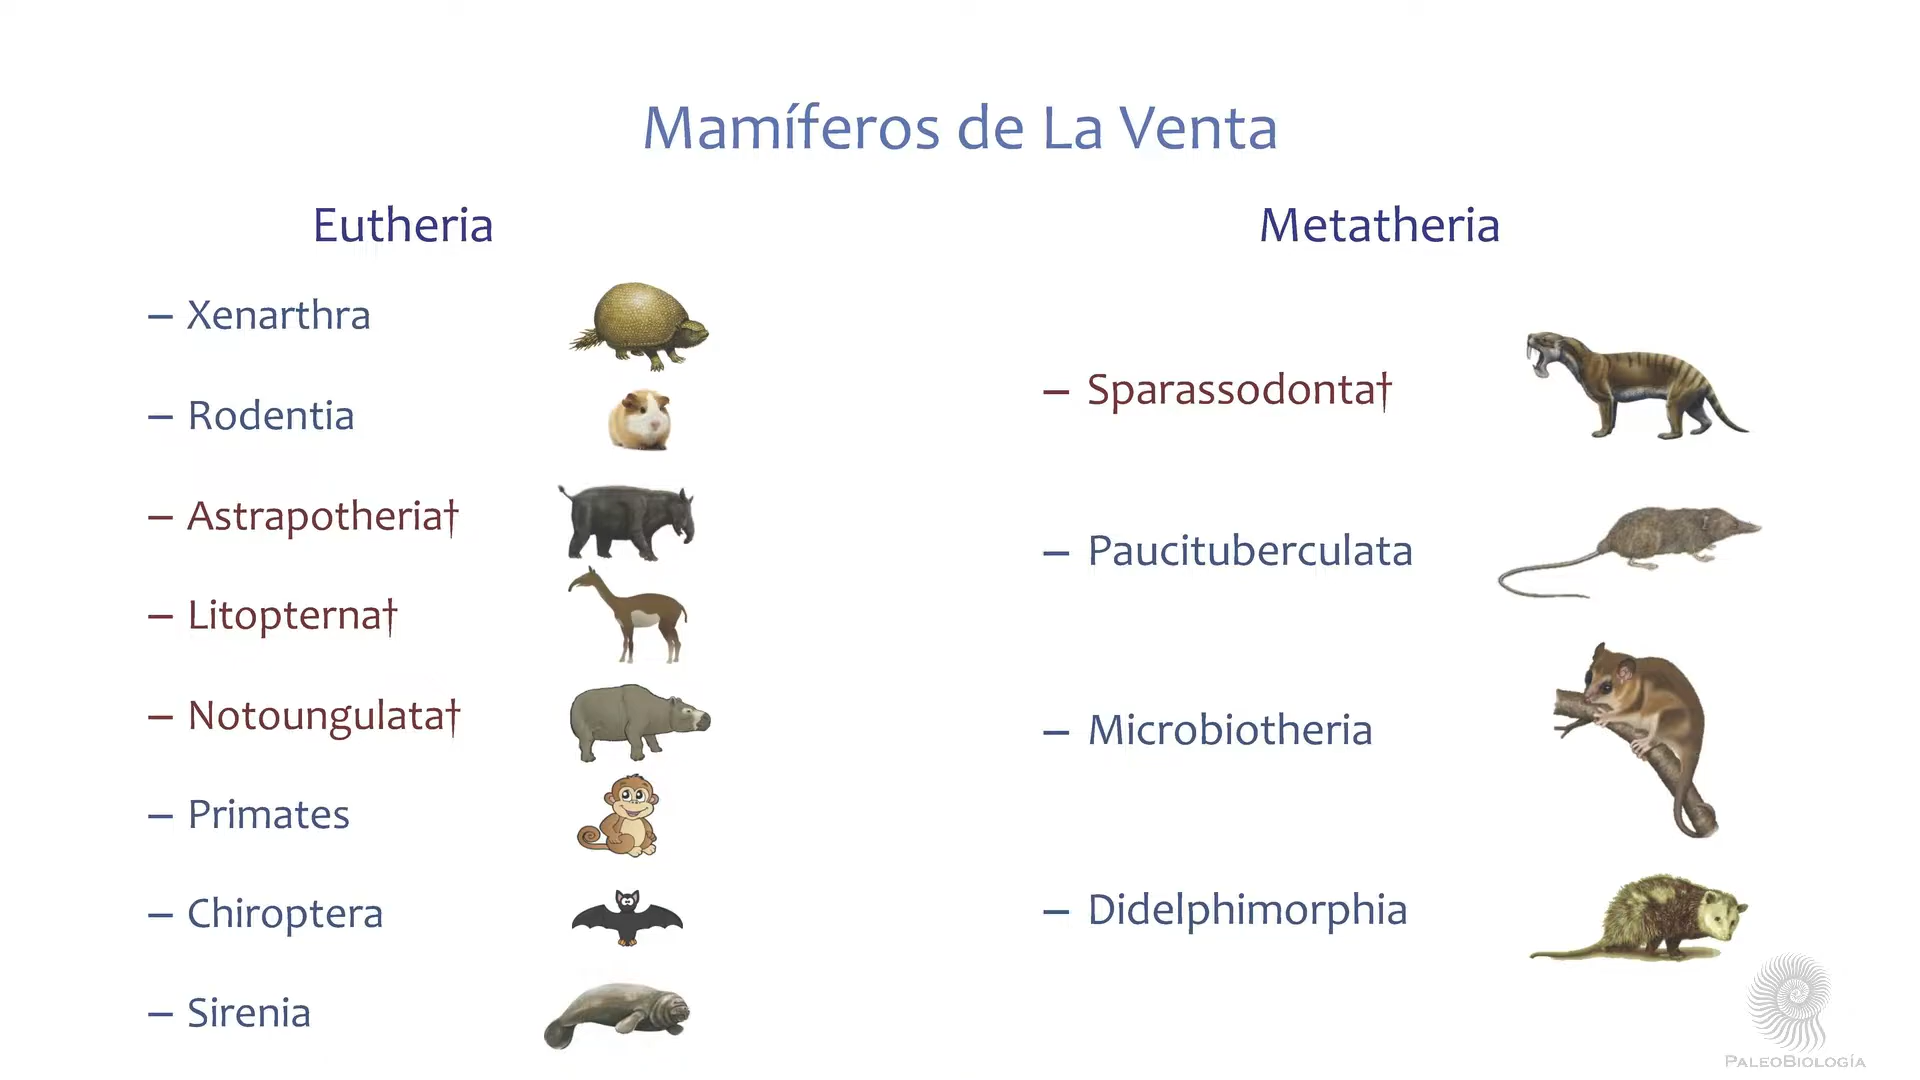 Mamíferos de La Venta
Eutheria
– Xenarthra
– Rodentia
– Astrapotheria†
– Litopterna†
– Notoungulata†
– Primates
– Chiroptera
– Sirenia
Metatheria
– Sparassodonta†
– Paucituberculata
– Microbiotheria
– Didelphimorphia
PALEOBIOLOGÍA